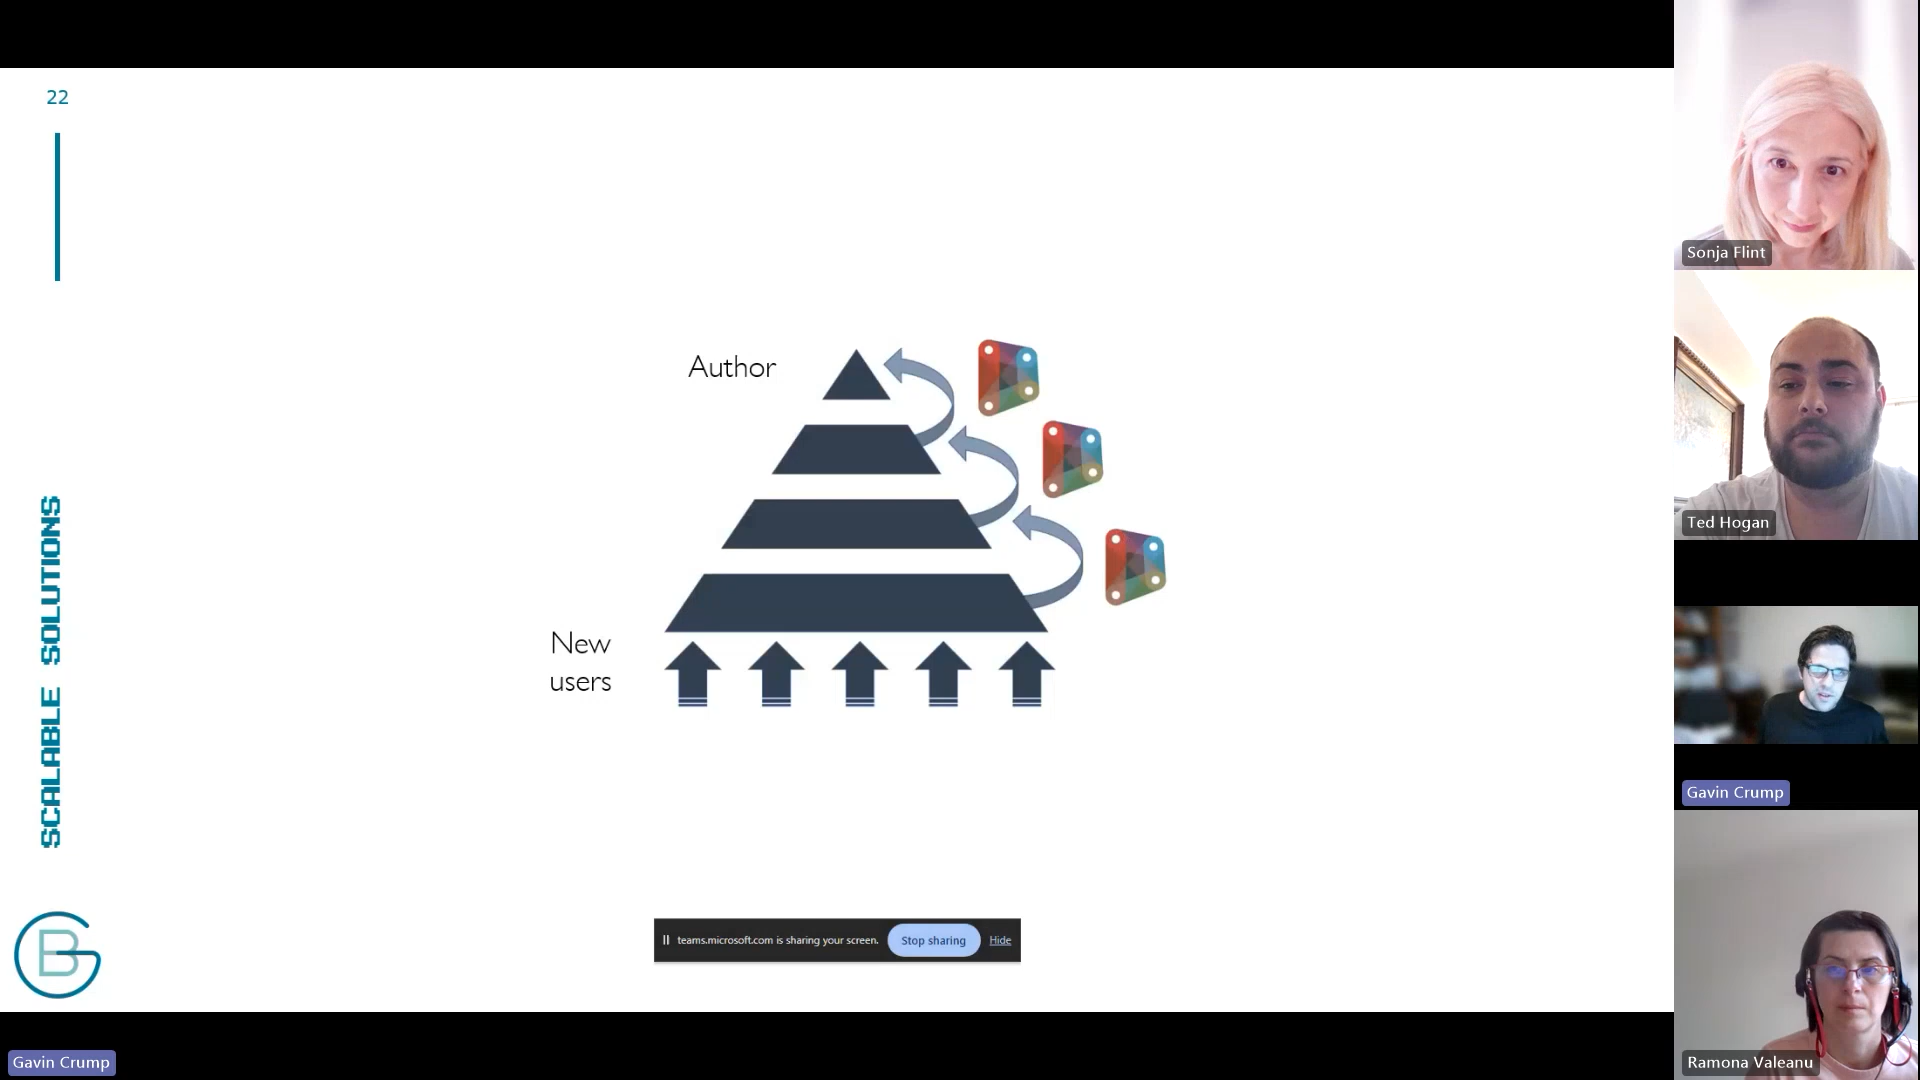 22
SCALABLE SOLUTIONS
Author
New
users
GB
teams.microsoft.com is sharing your screen.
Stop sharing
Hide
Gavin Crump
Sonja Flint
Ted Hogan
Gavin Crump
Ramona Valeanu